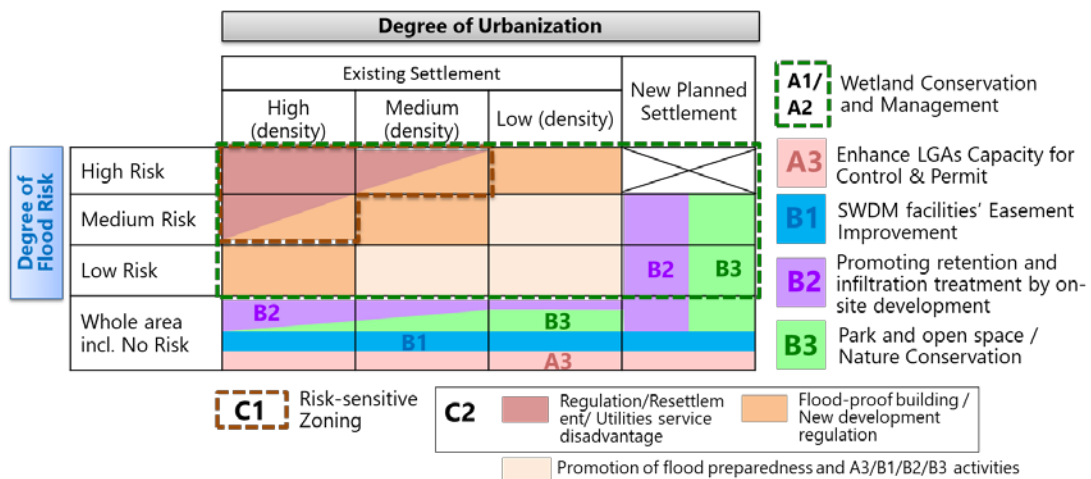 Degree of Urbanization
Existing Settlement
New Planned
Settlement
High
(density)
Medium
(density)
Low (density)
A1/
A2
Wetland Conservation
and Management
Degree of
Flood Risk
High Risk
Medium Risk
Low Risk
Whole area
incl. No Risk
B2
B3
B2
B3
B1
A3
A3
Enhance LGAs Capacity for
Control & Permit
B1
SWDM facilities' Easement
Improvement
B2
Promoting retention and
infiltration treatment by on-
site development
B3
Park and open space /
Nature Conservation
C1
Risk-sensitive
Zoning
C2
Regulation/Resettlem
ent/ Utilities service
disadvantage
Flood-proof building /
New development
regulation
Promotion of flood preparedness and A3/B1/B2/B3 activities